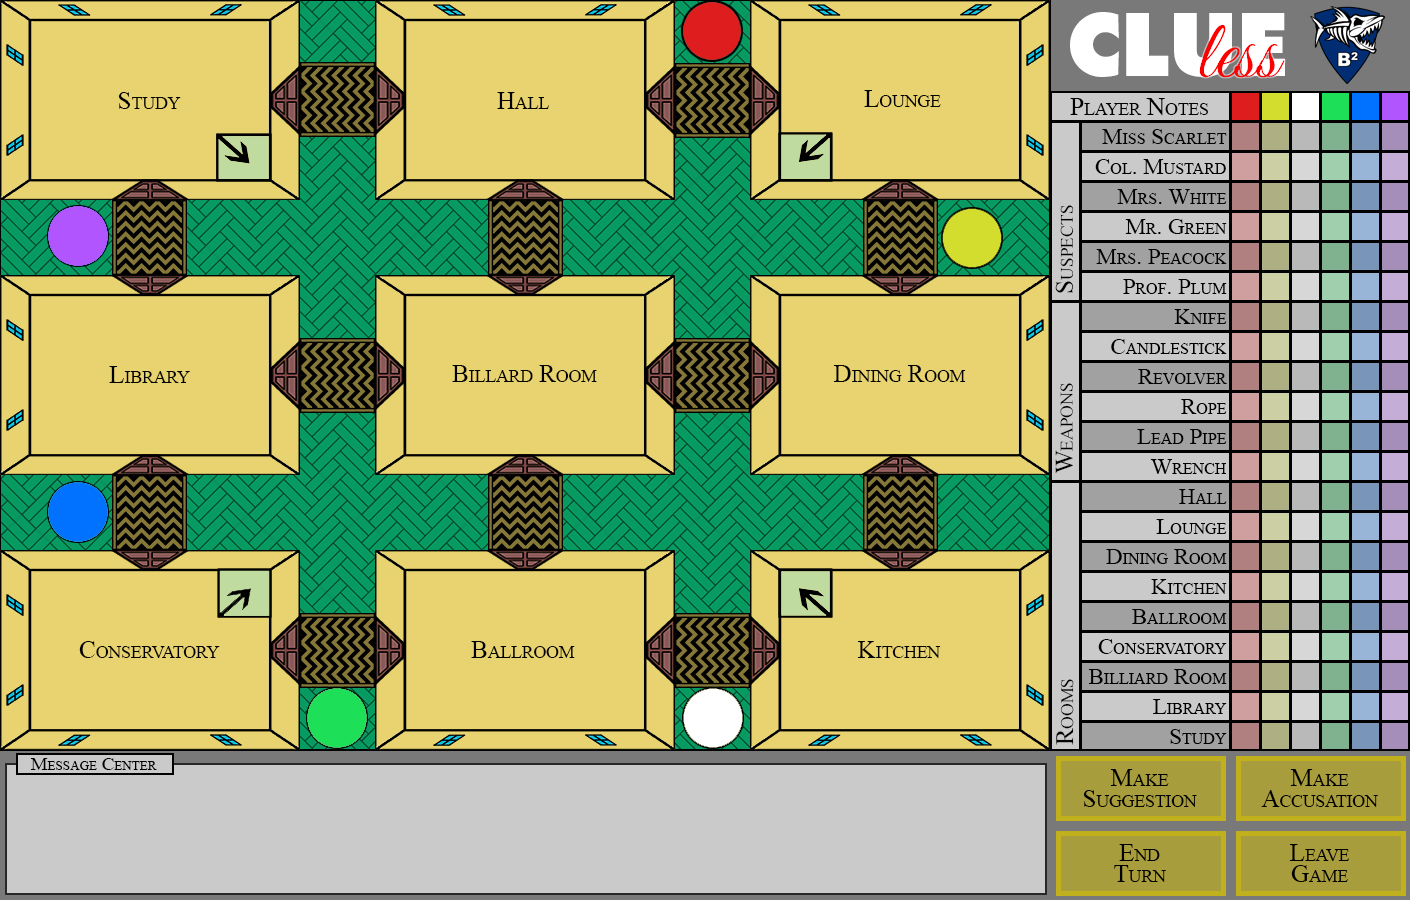 CLUE
less
B²
Study
Hall
Lounge
Library
Billard Room
Dining Room
Conservatory
Ballroom
Kitchen
Player Notes
Suspects
Miss Scarlet
Col. Mustard
Mrs. White
Mr. Green
Mrs. Peacock
Prof. Plum
Weapons
Knife
Candlestick
Revolver
Rope
Lead Pipe
Wrench
Rooms
Hall
Lounge
Dining Room
Kitchen
Ballroom
Conservatory
Billiard Room
Library
Study
Message Center
Make
Suggestion
Make
Accusation
End
Turn
Leave
Game